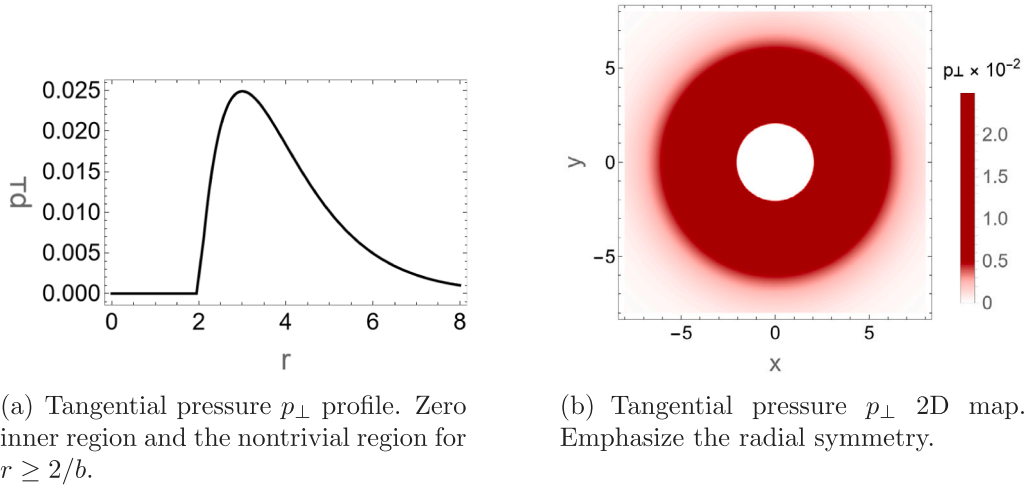 0.025
0.020
0.015
0.010
0.005
0.000
p⊥
0 2 4 6 8
r
5
0
−5
y
−5 0 5
x
p⊥ × 10⁻²
2.0
1.5
1.0
0.5
0
(a) Tangential pressure p⊥ profile. Zero
inner region and the nontrivial region for
r ≥ 2/b.
(b) Tangential pressure p⊥ 2D map.
Emphasize the radial symmetry.